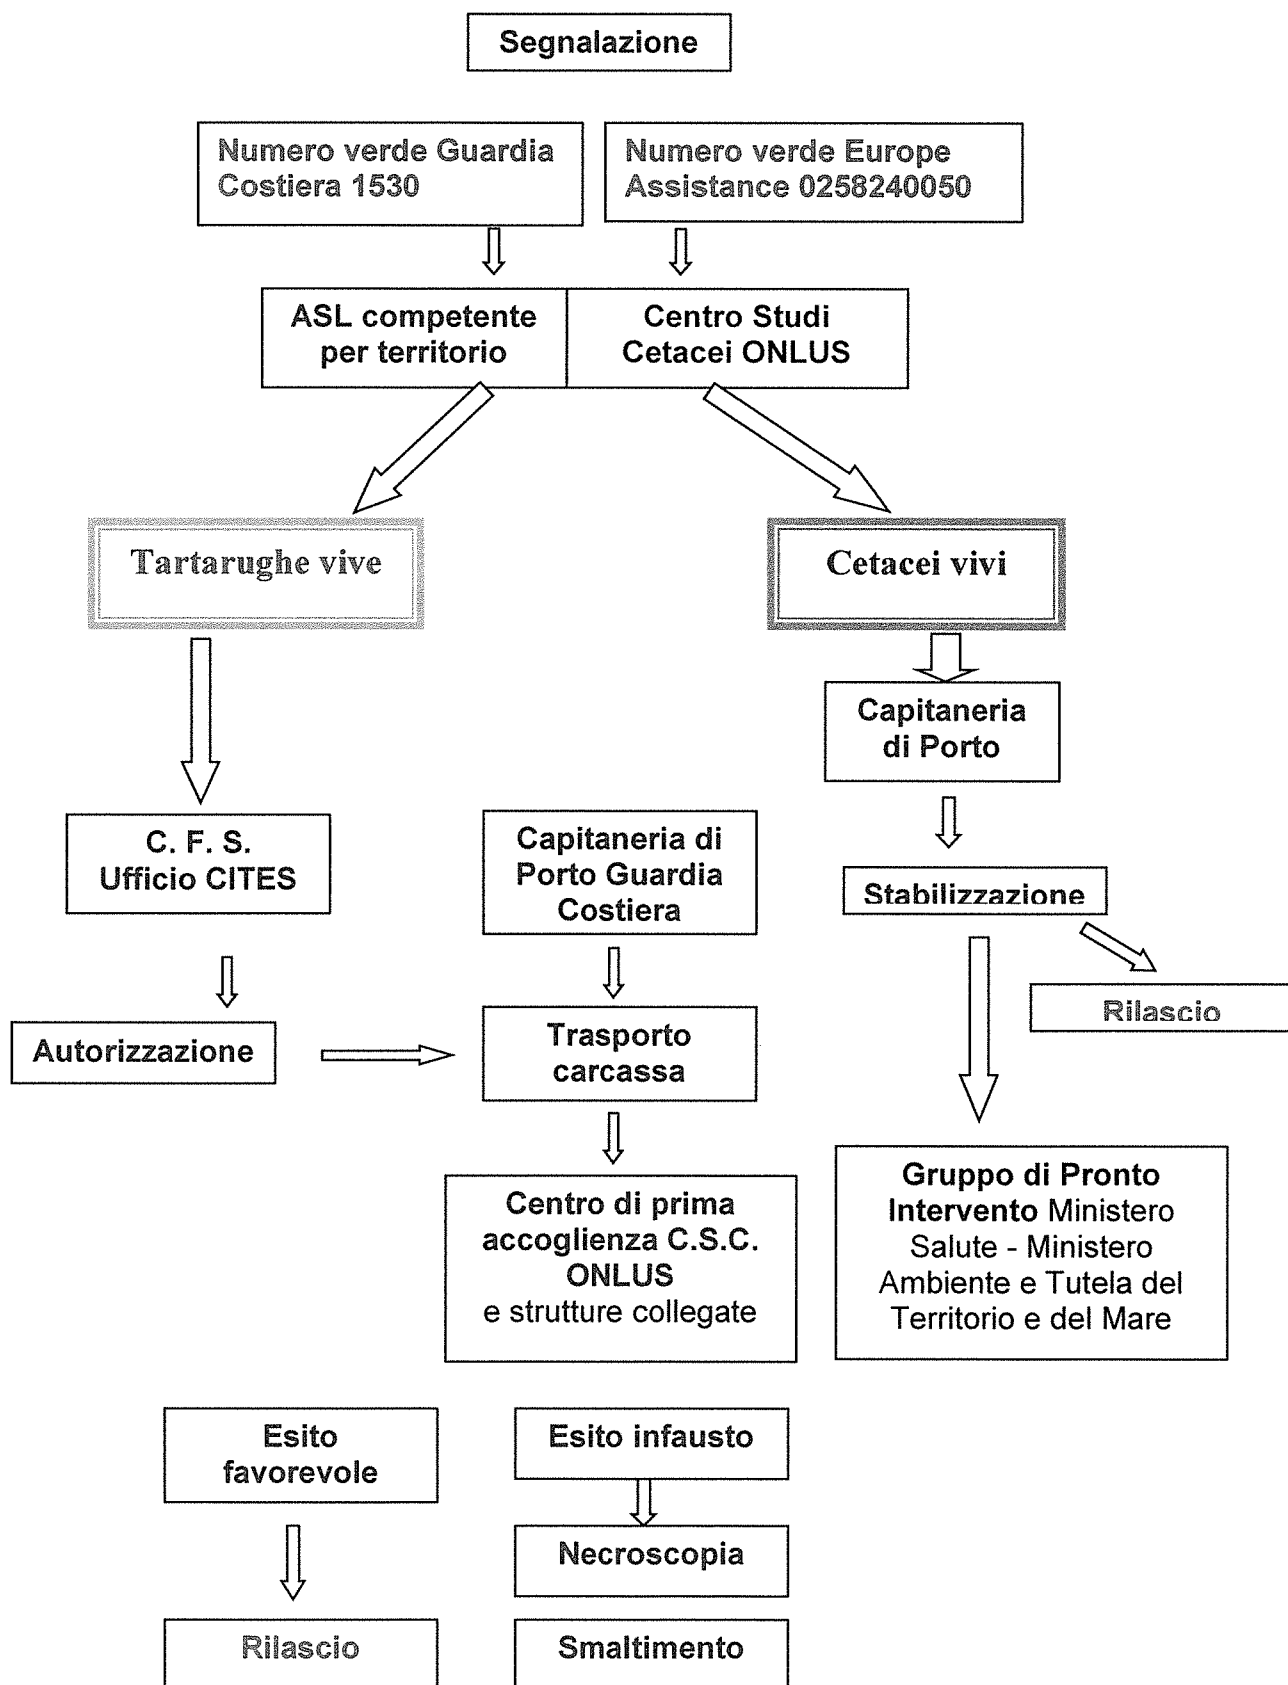 Segnalazione
Numero verde Guardia
Costiera 1530
Numero verde Europe
Assistance 0258240050
ASL competente
per territorio
Centro Studi
Cetacei ONLUS
Tartarughe vive
Cetacei vivi
Capitaneria
di Porto
C. F. S.
Ufficio CITES
Capitaneria di
Porto Guardia
Costiera
Stabilizzazione
Rilascio
Autorizzazione
Trasporto
carcassa
Centro di prima
accoglienza C.S.C.
ONLUS
e strutture collegate
Gruppo di Pronto
Intervento Ministero
Salute - Ministero
Ambiente e Tutela del
Territorio e del Mare
Esito
favorevole
Esito infausto
Necroscopia
Rilascio
Smaltimento